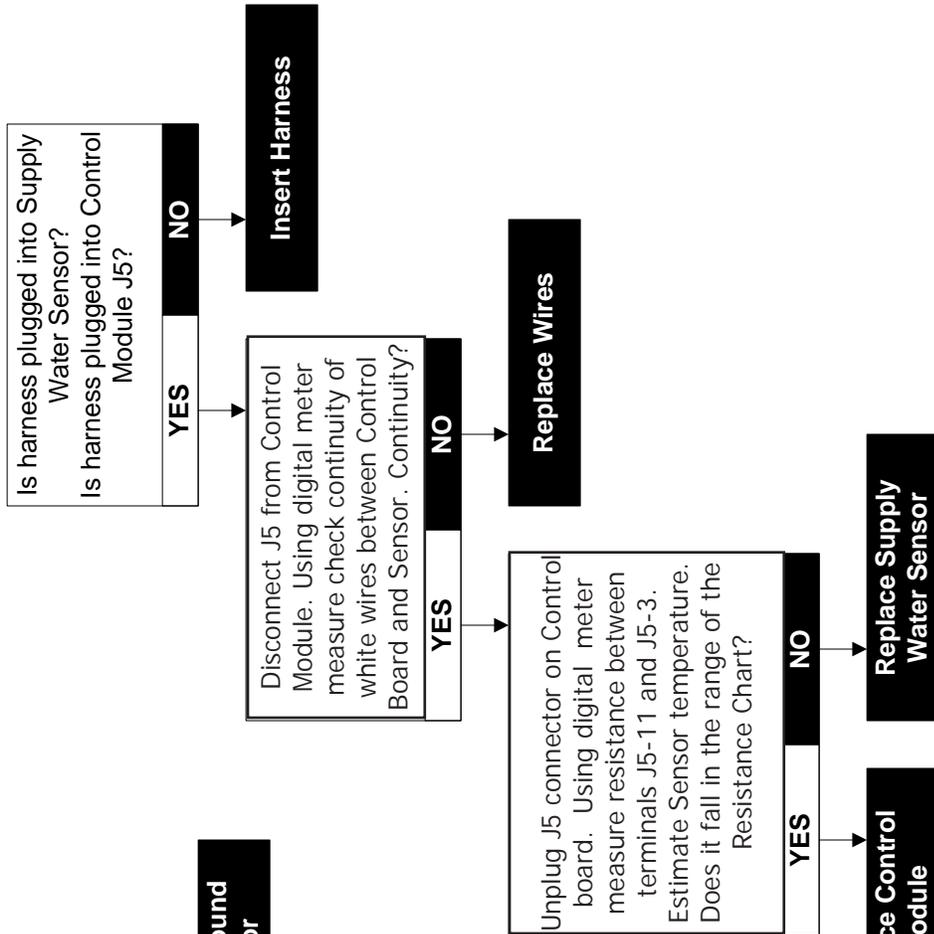 Is harness plugged into Supply
Water Sensor?
Is harness plugged into Control
Module J5?
YES
NO
Insert Harness
Disconnect J5 from Control
Module. Using digital meter
measure check continuity of
white wires between Control
Board and Sensor. Continuity?
YES
NO
Replace Wires
Unplug J5 connector on Control
board. Using digital meter
measure resistance between
terminals J5-11 and J5-3.
Estimate Sensor temperature.
Does it fall in the range of the
Resistance Chart?
YES
NO
Replace Supply
Water Sensor
Control